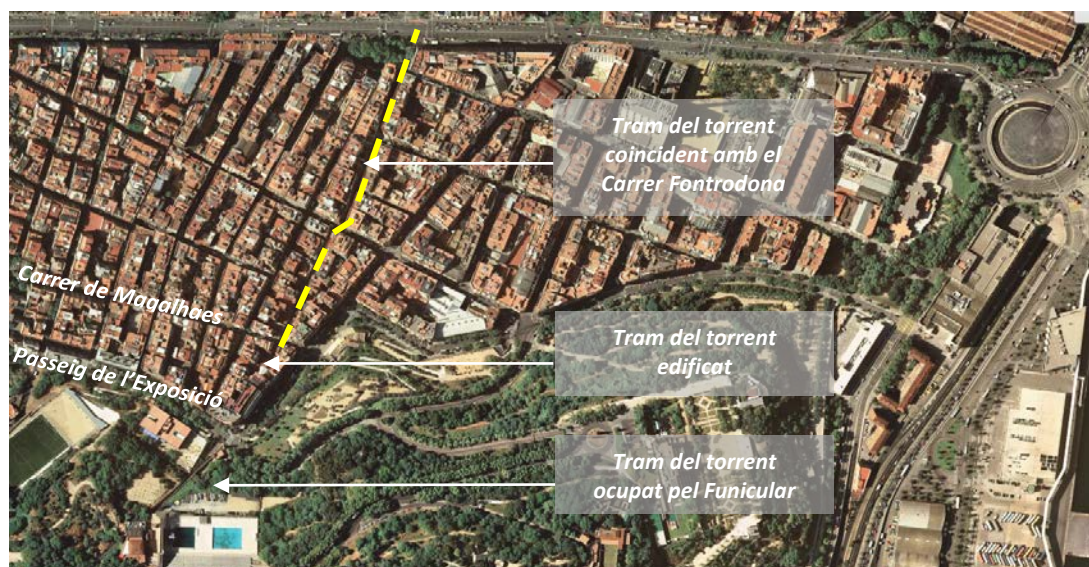 Tram del torrent
coincident amb el
Carrer Fontrodona
Carrer de Magalhaes
Tram del torrent
edificat
Passeig de l'Exposició
Tram del torrent
ocupat pel Funicular